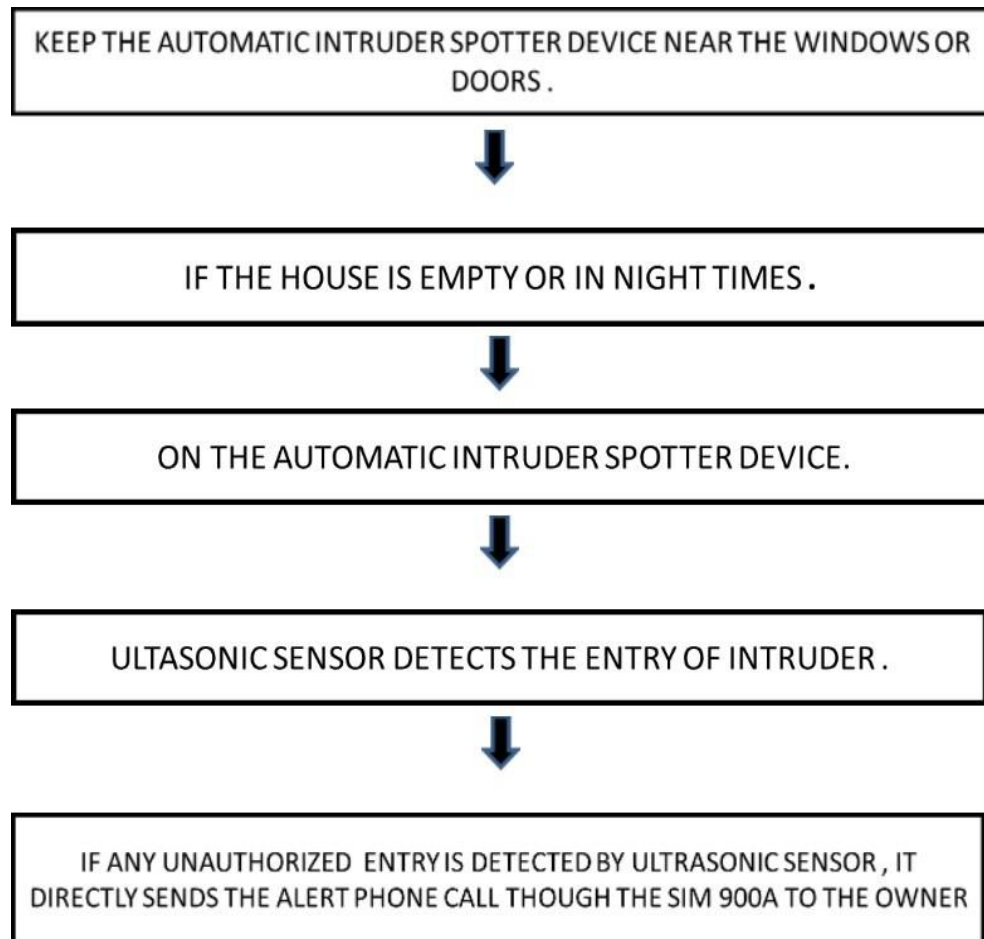 KEEP THE AUTOMATIC INTRUDER SPOTTER DEVICE NEAR THE WINDOWS OR
DOORS .
IF THE HOUSE IS EMPTY OR IN NIGHT TIMES .
ON THE AUTOMATIC INTRUDER SPOTTER DEVICE.
ULTASONIC SENSOR DETECTS THE ENTRY OF INTRUDER .
IF ANY UNAUTHORIZED ENTRY IS DETECTED BY ULTRASONIC SENSOR , IT
DIRECTLY SENDS THE ALERT PHONE CALL THOUGH THE SIM 900A TO THE OWNER